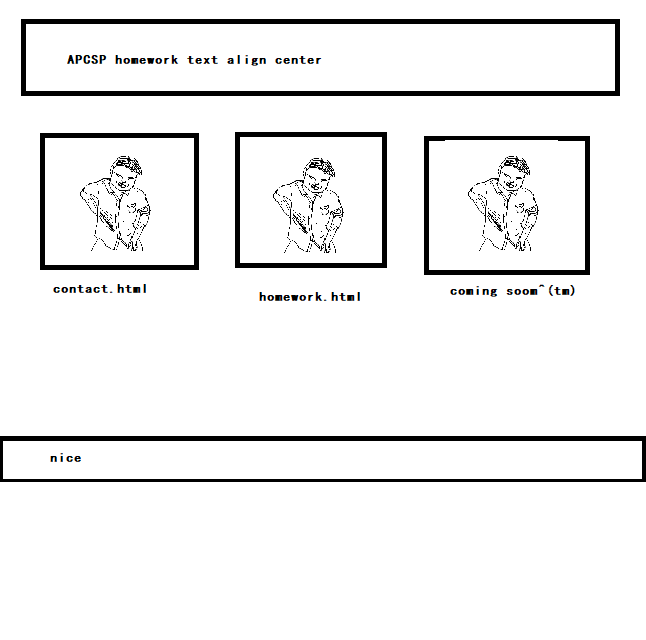 APCSP homework text align center
contact.html
homework.html
coming soom^(tm)
nice